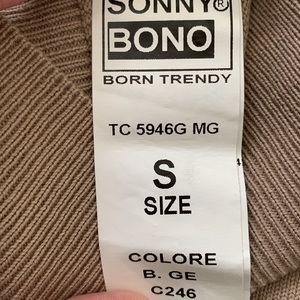 SONNY®
BONO
BORN TRENDY
TC 5946G MG
S
SIZE
COLORE
B. GE
C246